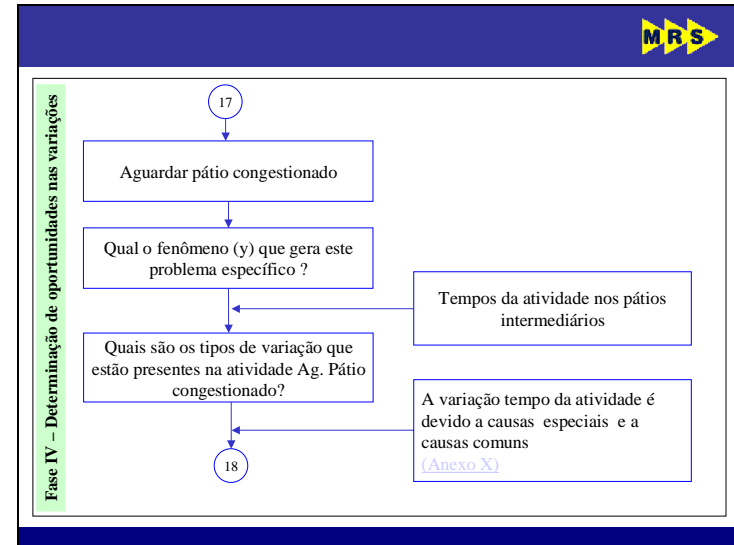 MRS
Fase IV – Determinação de oportunidades nas variações
17
Aguardar pátio congestionado
Qual o fenômeno (y) que gera este
problema específico ?
Tempos da atividade nos pátios
intermediários
Quais são os tipos de variação que
estão presentes na atividade Ag. Pátio
congestionado?
A variação tempo da atividade é
devido a causas especiais e a
causas comuns
(Anexo X)
18